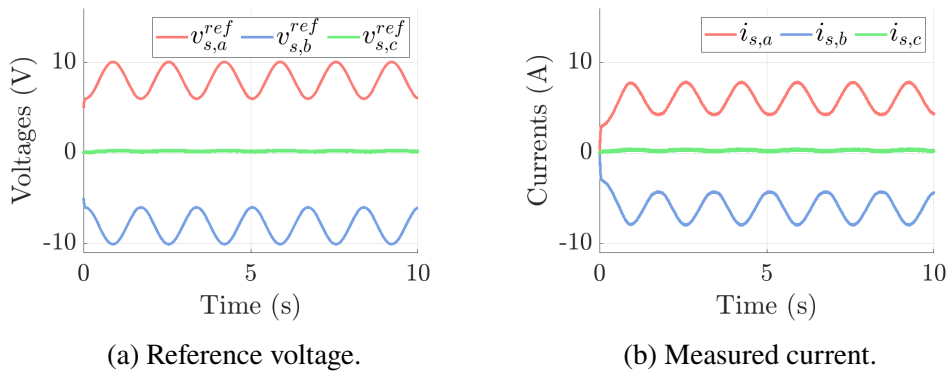 v_{s,a}^{ref} v_{s,b}^{ref} v_{s,c}^{ref}
Voltages (V)
10
0
-10
0 5 10
Time (s)
(a) Reference voltage.
i_{s,a} i_{s,b} i_{s,c}
Currents (A)
10
0
-10
0 5 10
Time (s)
(b) Measured current.